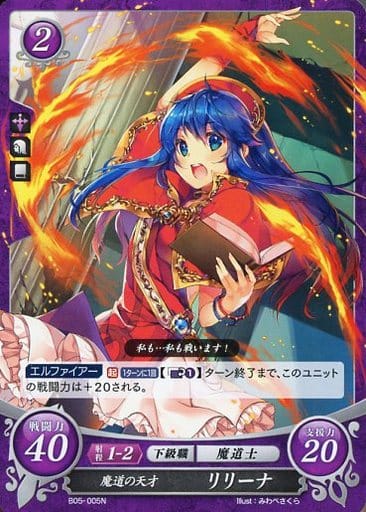 2
私も…私も戦います!
エルファイアー 起 1ターンに1回 【 1】ターン終了まで、このユニット
の戦闘力は+20される。
戦闘力
40
射程 1-2 下級職 魔道士
支援力
20
魔道の天才 リリーナ
B05-005N
Illust:みわべさくら